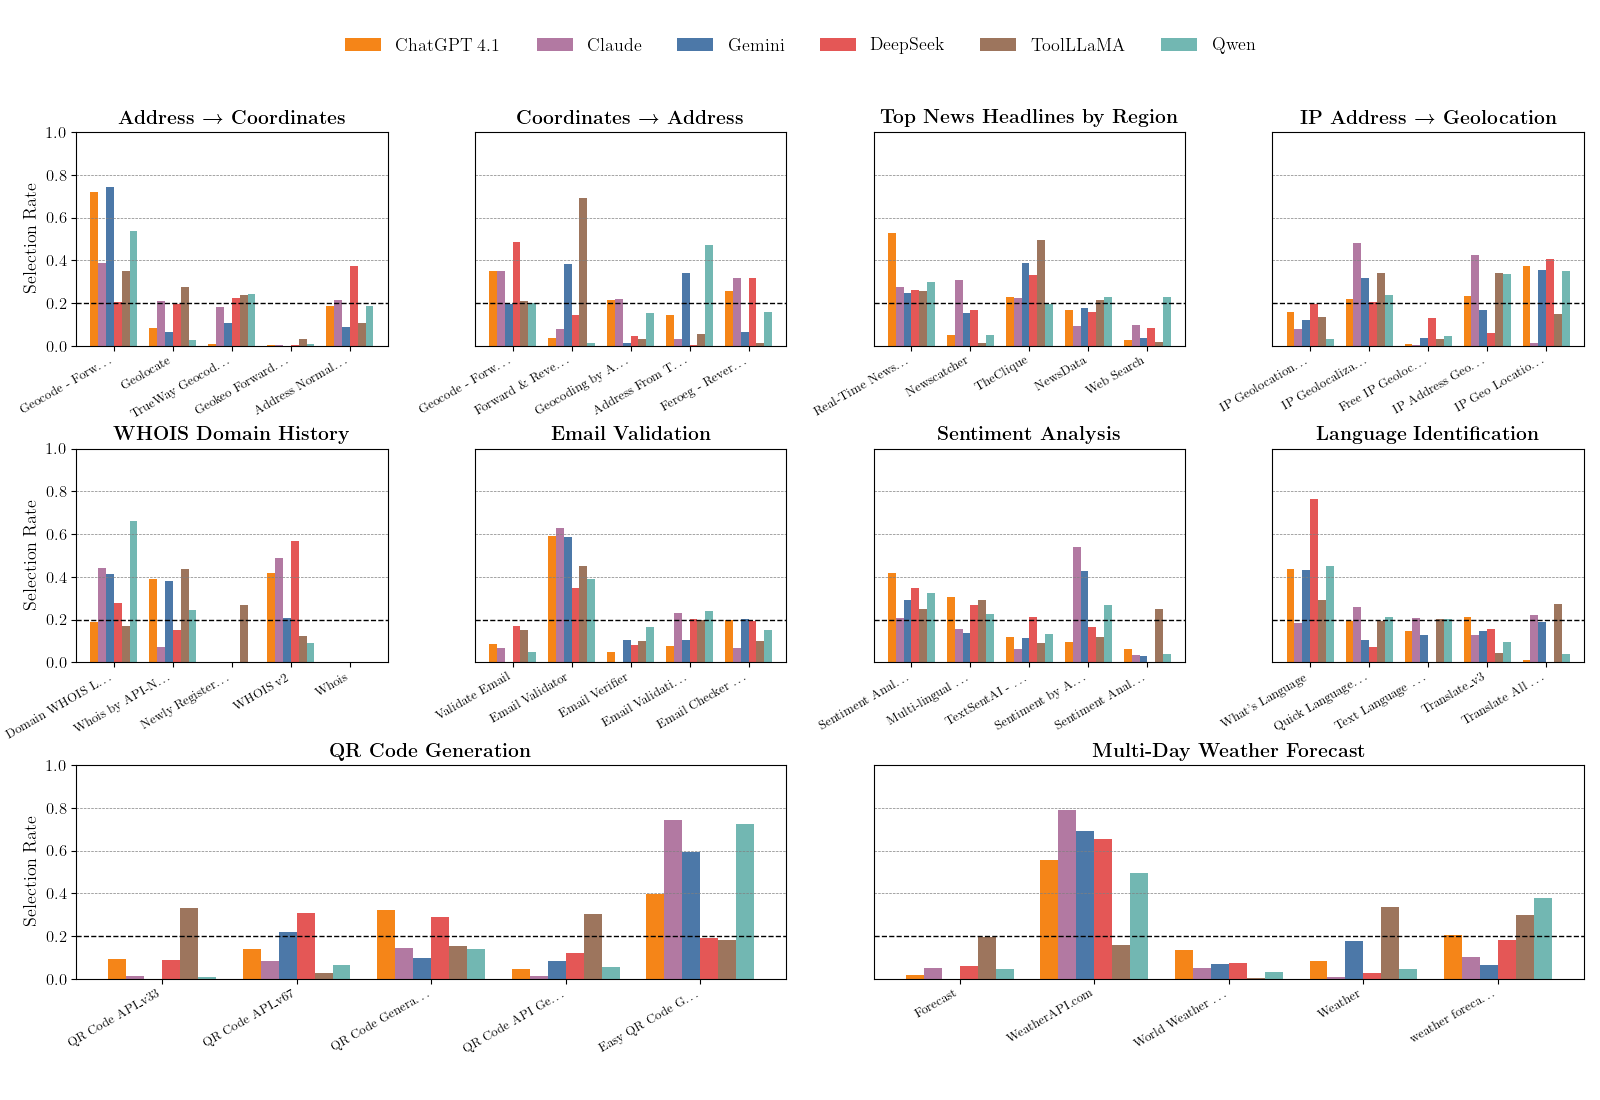 ChatGPT 4.1 Claude Gemini DeepSeek ToolLLaMA Qwen
Address → Coordinates
Coordinates → Address
Top News Headlines by Region
IP Address → Geolocation
Selection Rate
1.0
0.8
0.6
0.4
0.2
0.0
Geocode - Forw...
Geolocate
TrueWay Geocod...
Geokeo Forward...
Address Normal...
Geocode - Forw...
Forward & Reve...
Geocoding by A...
Address From T...
Feroeg - Rever...
Real-Time News...
Newscatcher
TheClique
NewsData
Web Search
IP Geolocation...
IP Geolocaliza...
Free IP Geoloc...
IP Address Geo...
IP Geo Locatio...
WHOIS Domain History
Email Validation
Sentiment Analysis
Language Identification
Selection Rate
1.0
0.8
0.6
0.4
0.2
0.0
Domain WHOIS L...
Whois by API-N...
Newly Register...
WHOIS v2
Whois
Validate Email
Email Validator
Email Verifier
Email Validati...
Email Checker ...
Sentiment Anal...
Multi-lingual ...
TextSentAI - ...
Sentiment by A...
Sentiment Anal...
What's Language
Quick Language...
Text Language ...
Translate_v3
Translate All ...
QR Code Generation
Multi-Day Weather Forecast
Selection Rate
1.0
0.8
0.6
0.4
0.2
0.0
QR Code API_v33
QR Code API_v67
QR Code Genera...
QR Code API Ge...
Easy QR Code G...
Forecast
WeatherAPI.com
World Weather ...
Weather
weather foreca...